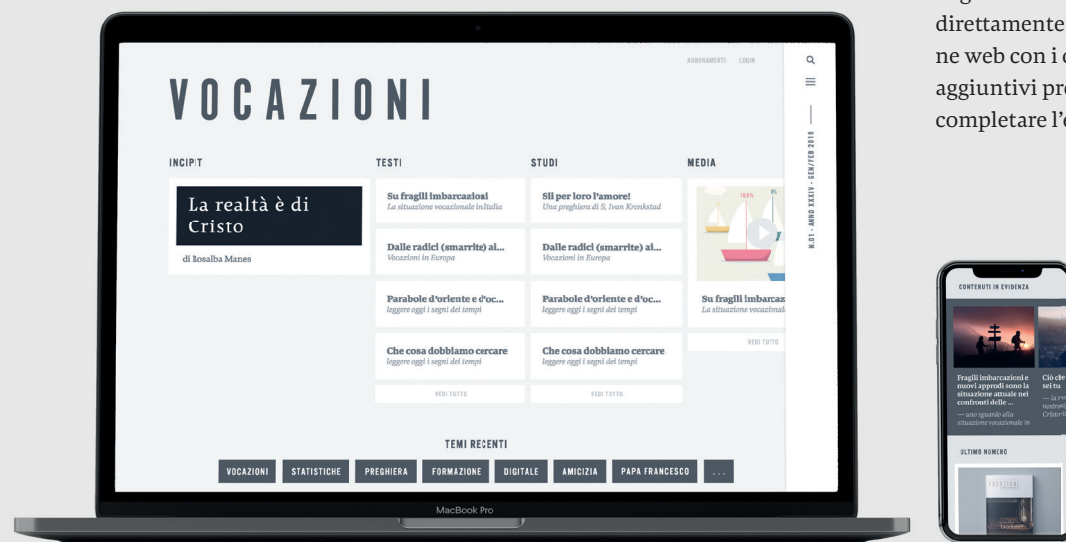 direttamente
ne web con i
aggiuntivi
completare
ABBONAMENTI LOGIN
VOCAZIONI
N.01 - ANNO XXXIV - GEN/FEB 2019
INCIPIT
La realtà è di
Cristo
di Rosalba Manes
TESTI
Su fragili imbarcazioni
La situazione vocazionale in Italia
Dalle radici (smarrite) ai...
Vocazioni in Europa
Parabole d'oriente e d'oc...
leggere oggi i segni dei tempi
Che cosa dobbiamo cercare
leggere oggi i segni dei tempi
VEDI TUTTO
STUDI
Sii per loro l'amore!
Una preghiera di S. Ivan Kronkstad
Dalle radici (smarrite) ai...
Vocazioni in Europa
Parabole d'oriente e d'oc...
leggere oggi i segni dei tempi
Che cosa dobbiamo cercare
leggere oggi i segni dei tempi
VEDI TUTTO
MEDIA
100%
Su fragili imbarcaz
La situazione vocazional
VEDI TUTTO
TEMI RECENTI
VOCAZIONI STATISTICHE PREGHIERA FORMAZIONE DIGITALE AMICIZIA PAPA FRANCESCO ...
MacBook Pro
CONTENUTI IN EVIDENZA
Fragili imbarcazioni e
nuovi approdi sono la
situazione attuale nei
confronti delle ...
— uno sguardo alla
situazione vocazionale in
Ciò che
sei tu
— la
Cristo
ULTIMO NUMERO
VOCAZIONI